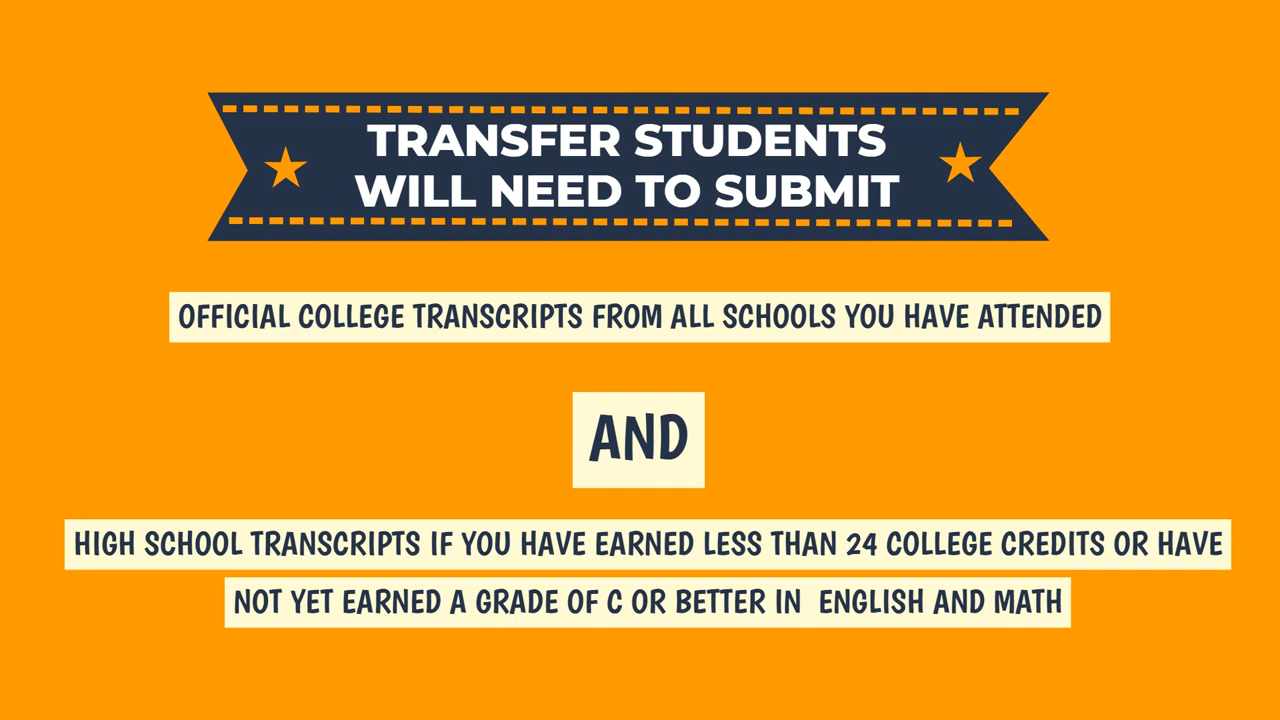 TRANSFER STUDENTS
WILL NEED TO SUBMIT
OFFICIAL COLLEGE TRANSCRIPTS FROM ALL SCHOOLS YOU HAVE ATTENDED
AND
HIGH SCHOOL TRANSCRIPTS IF YOU HAVE EARNED LESS THAN 24 COLLEGE CREDITS OR HAVE
NOT YET EARNED A GRADE OF C OR BETTER IN  ENGLISH AND MATH